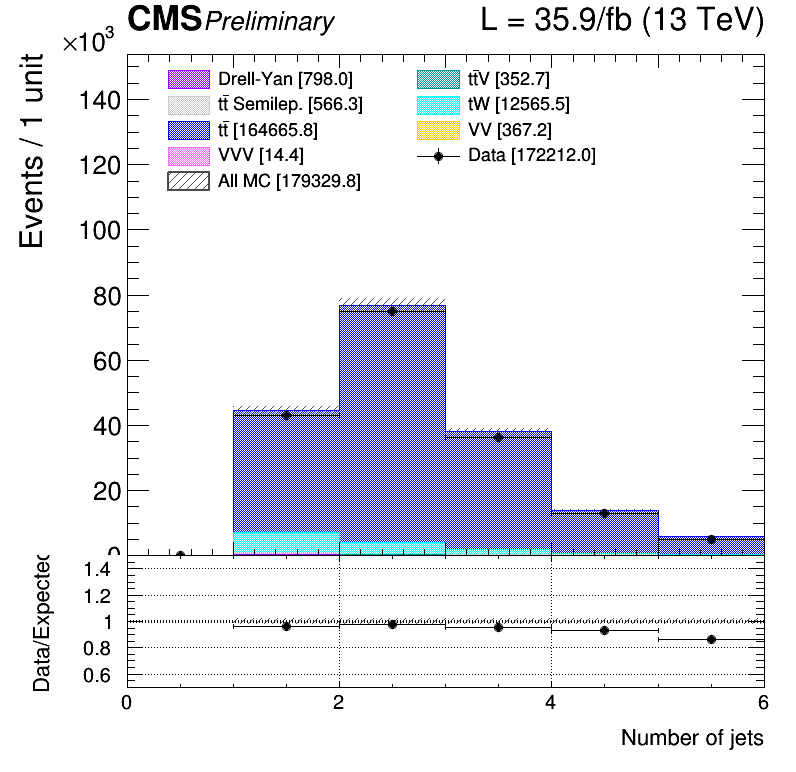 CMS Preliminary L = 35.9/fb (13 TeV)
×10³
Events / 1 unit
Drell-Yan [798.0]
tt̄V [352.7]
tt̄ Semilep. [566.3]
tW [12565.5]
tt̄ [164665.8]
VV [367.2]
VVV [14.4]
Data [172212.0]
All MC [179329.8]
140
120
100
80
60
40
20
0
Data/Expected
1.4
1.2
1
0.8
0.6
0 2 4 6
Number of jets